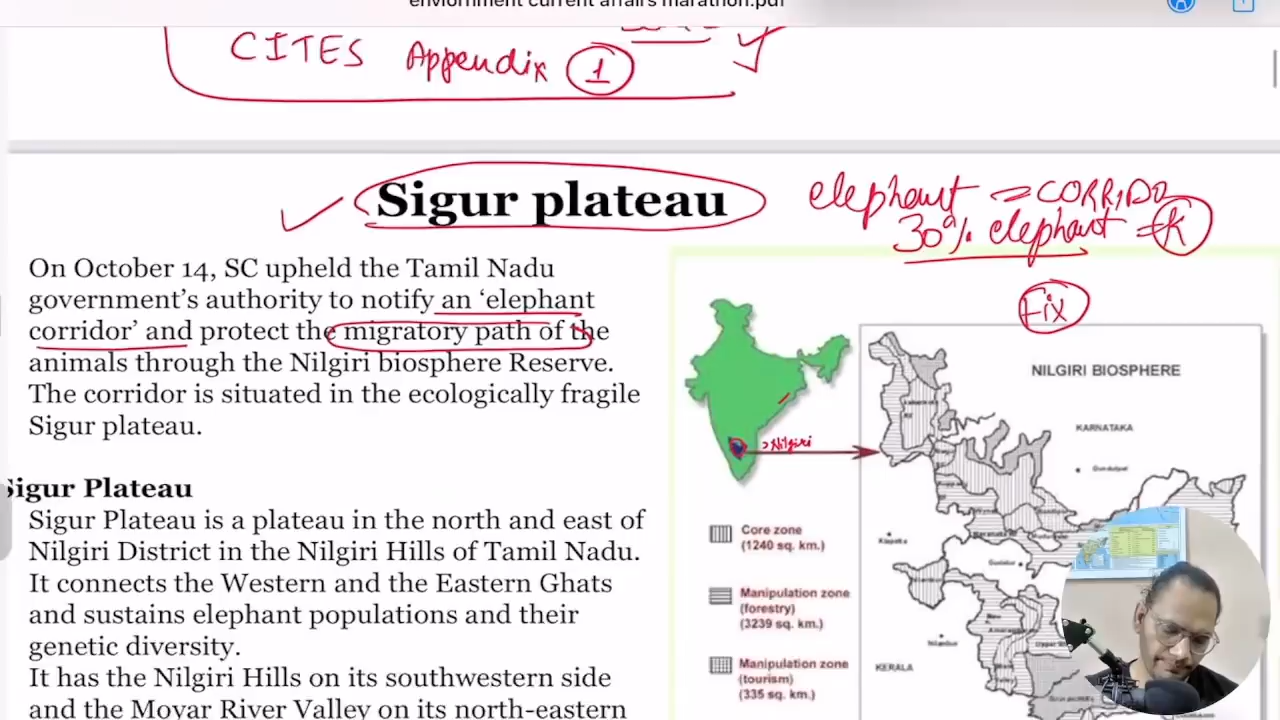 enviornment current affairs marathon.pdf
CITES Appendix 1
Sigur plateau
elephant = CORRIDO
30% elephant = K
Fix
On October 14, SC upheld the Tamil Nadu
government's authority to notify an 'elephant
corridor' and protect the migratory path of the
animals through the Nilgiri biosphere Reserve.
The corridor is situated in the ecologically fragile
Sigur plateau.
Sigur Plateau
Sigur Plateau is a plateau in the north and east of
Nilgiri District in the Nilgiri Hills of Tamil Nadu.
It connects the Western and the Eastern Ghats
and sustains elephant populations and their
genetic diversity.
It has the Nilgiri Hills on its southwestern side
and the Moyar River Valley on its north-eastern
Nilgiri
NILGIRI BIOSPHERE
KARNATAKA
Core zone
(1240 sq. km.)
Manipulation zone
(forestry)
(3239 sq. km.)
Manipulation zone
(tourism)
(335 sq. km.)
KERALA